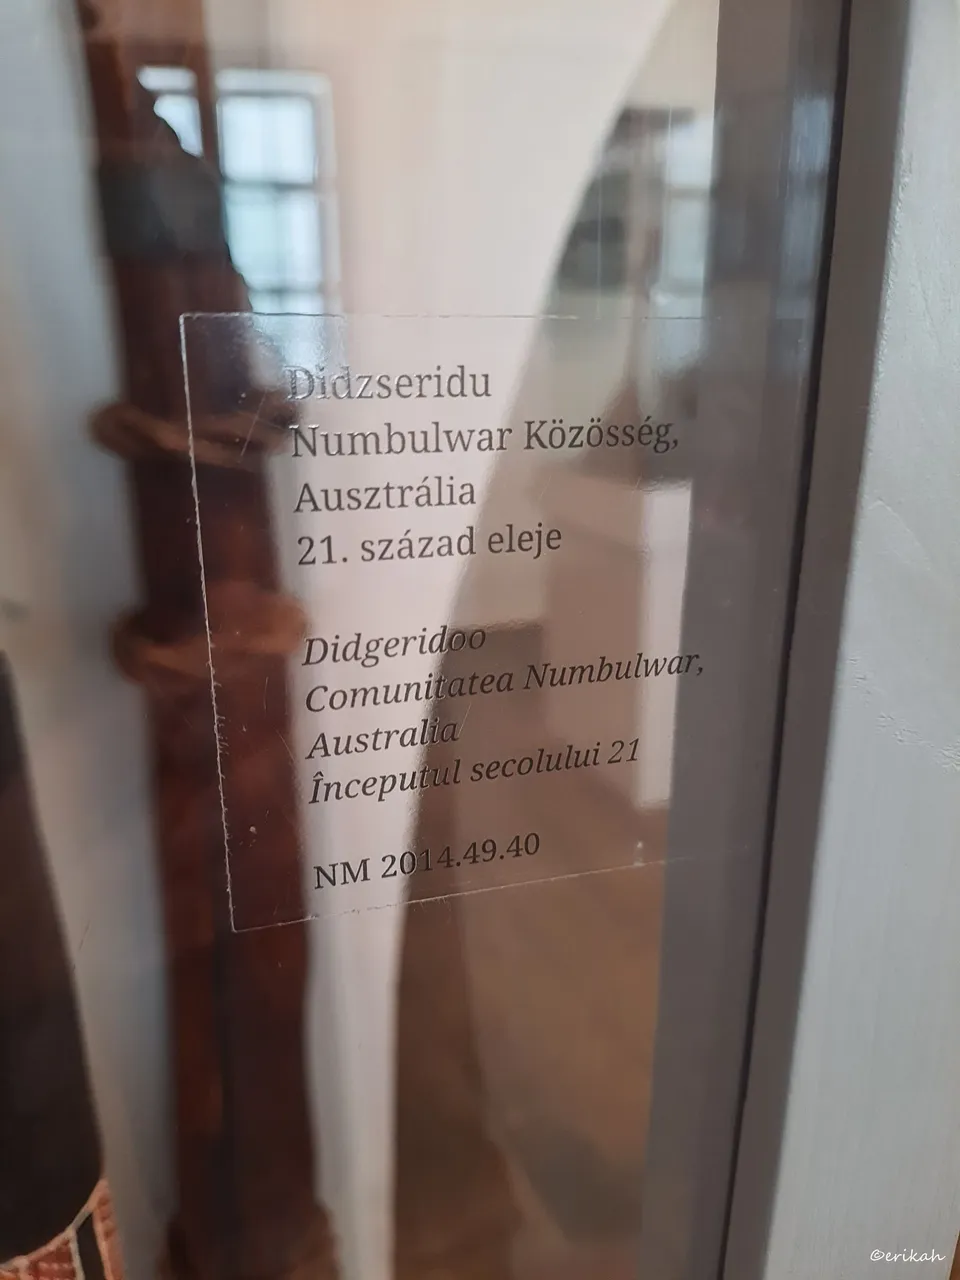 Didzseridu
Numbulwar Közösség,
Ausztrália
21. század eleje
Didgeridoo
Comunitatea Numbulwar,
Australia
Începutul secolului 21
NM 2014.49.40
©erikah